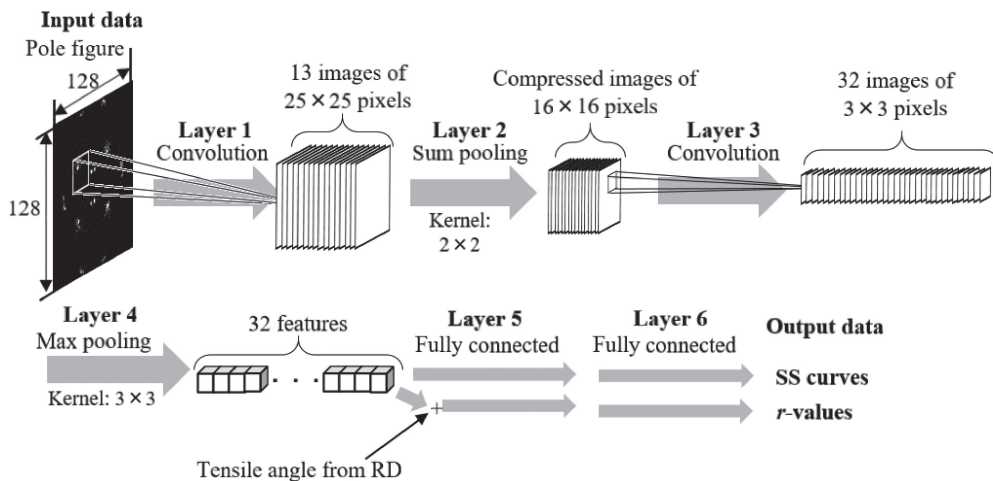 Input data
Pole figure
128
128
13 images of
25×25 pixels
Layer 1
Convolution
Layer 2
Sum pooling
Kernel:
2×2
Compressed images of
16×16 pixels
Layer 3
Convolution
32 images of
3×3 pixels
Layer 4
Max pooling
Kernel: 3×3
32 features
. . .
Layer 5
Fully connected
Layer 6
Fully connected
Output data
SS curves
+
r-values
Tensile angle from RD